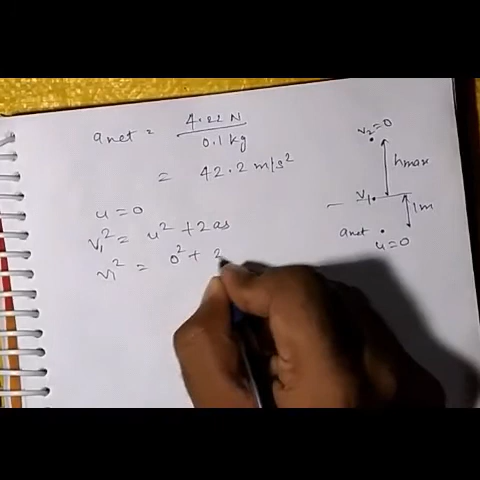 anet = 4.22 N / 0.1 kg
= 42.2 m/s²
u = 0
v₁² = u² + 2as
v₁² = 0² + 2
v₂=0
hmax
v₁
1m
anet
u=0